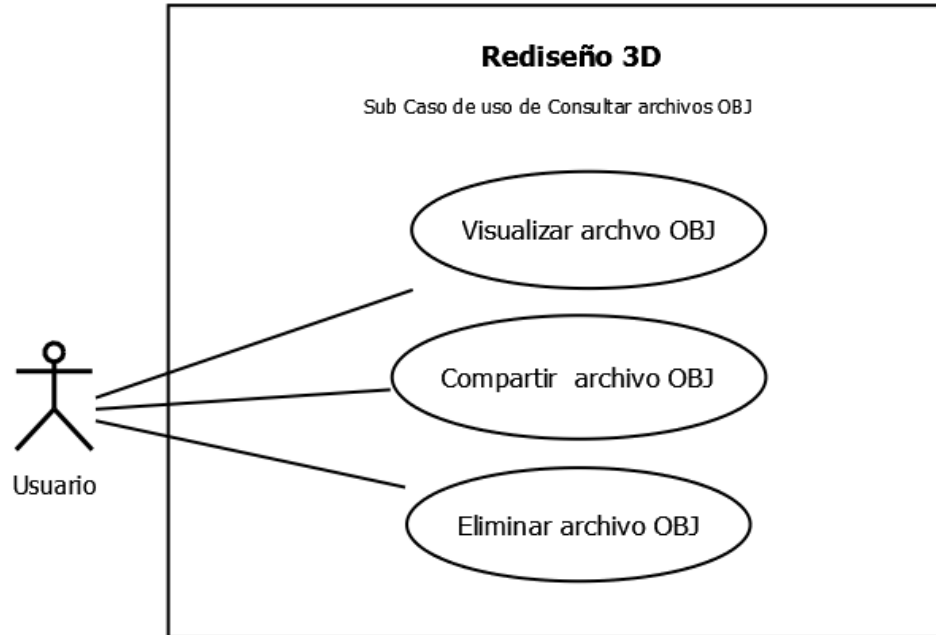 Rediseño 3D
Sub Caso de uso de Consultar archivos OBJ
Visualizar archvo OBJ
Compartir archivo OBJ
Usuario
Eliminar archivo OBJ